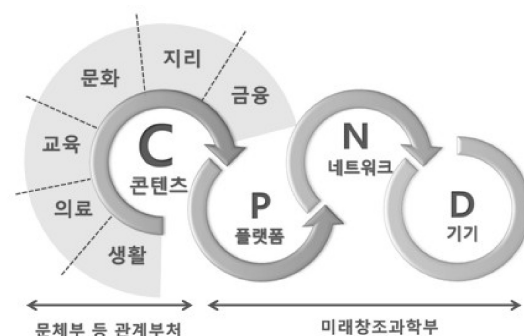 지리
문화
금융
교육
의료
생활
C
콘텐츠
P
플랫폼
N
네트워크
D
기기
문체부 등 관계부처
미래창조과학부